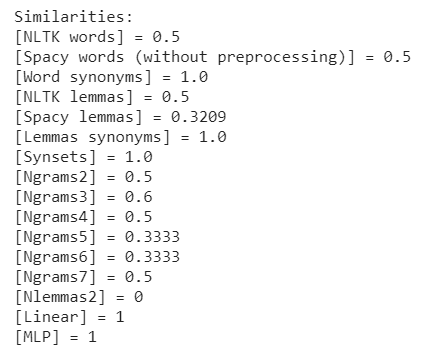 Similarities:
[NLTK words] = 0.5
[Spacy words (without preprocessing)] = 0.5
[Word synonyms] = 1.0
[NLTK lemmas] = 0.5
[Spacy lemmas] = 0.3209
[Lemmas synonyms] = 1.0
[Synsets] = 1.0
[Ngrams2] = 0.5
[Ngrams3] = 0.6
[Ngrams4] = 0.5
[Ngrams5] = 0.3333
[Ngrams6] = 0.3333
[Ngrams7] = 0.5
[Nlemmas2] = 0
[Linear] = 1
[MLP] = 1